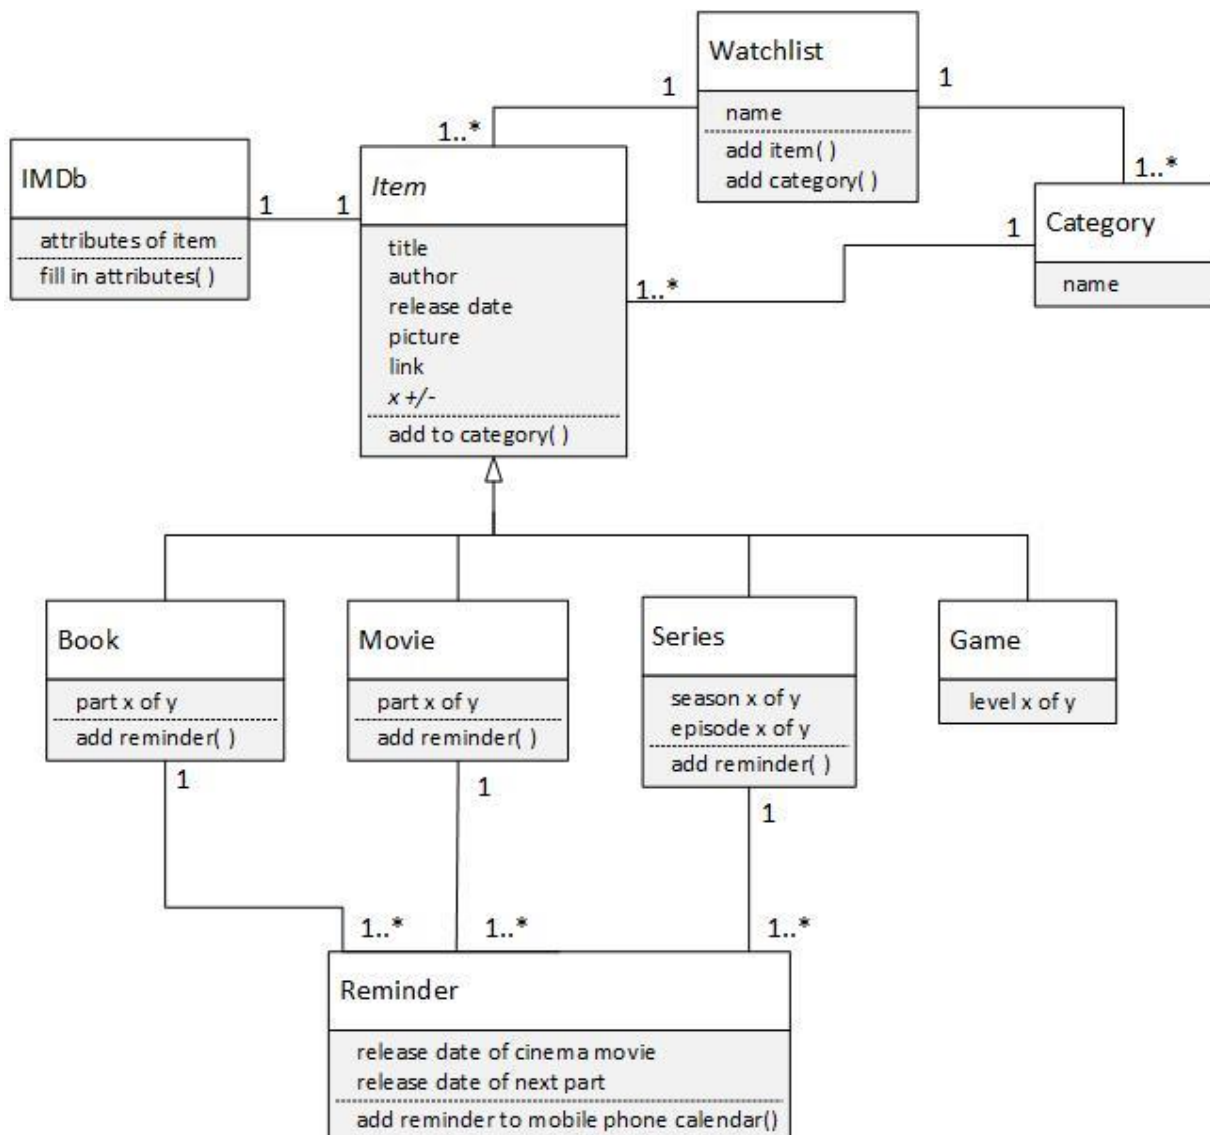 Watchlist
name
add item( )
add category( )
1
1
1..*
1..*
IMDb
attributes of item
fill in attributes( )
1
1
Item
title
author
release date
picture
link
x +/-
add to category( )
1
1..*
Category
name
Book
part x of y
add reminder( )
Movie
part x of y
add reminder( )
Series
season x of y
episode x of y
add reminder( )
Game
level x of y
1
1
1
1..*
1..*
1..*
Reminder
release date of cinema movie
release date of next part
add reminder to mobile phone calendar()